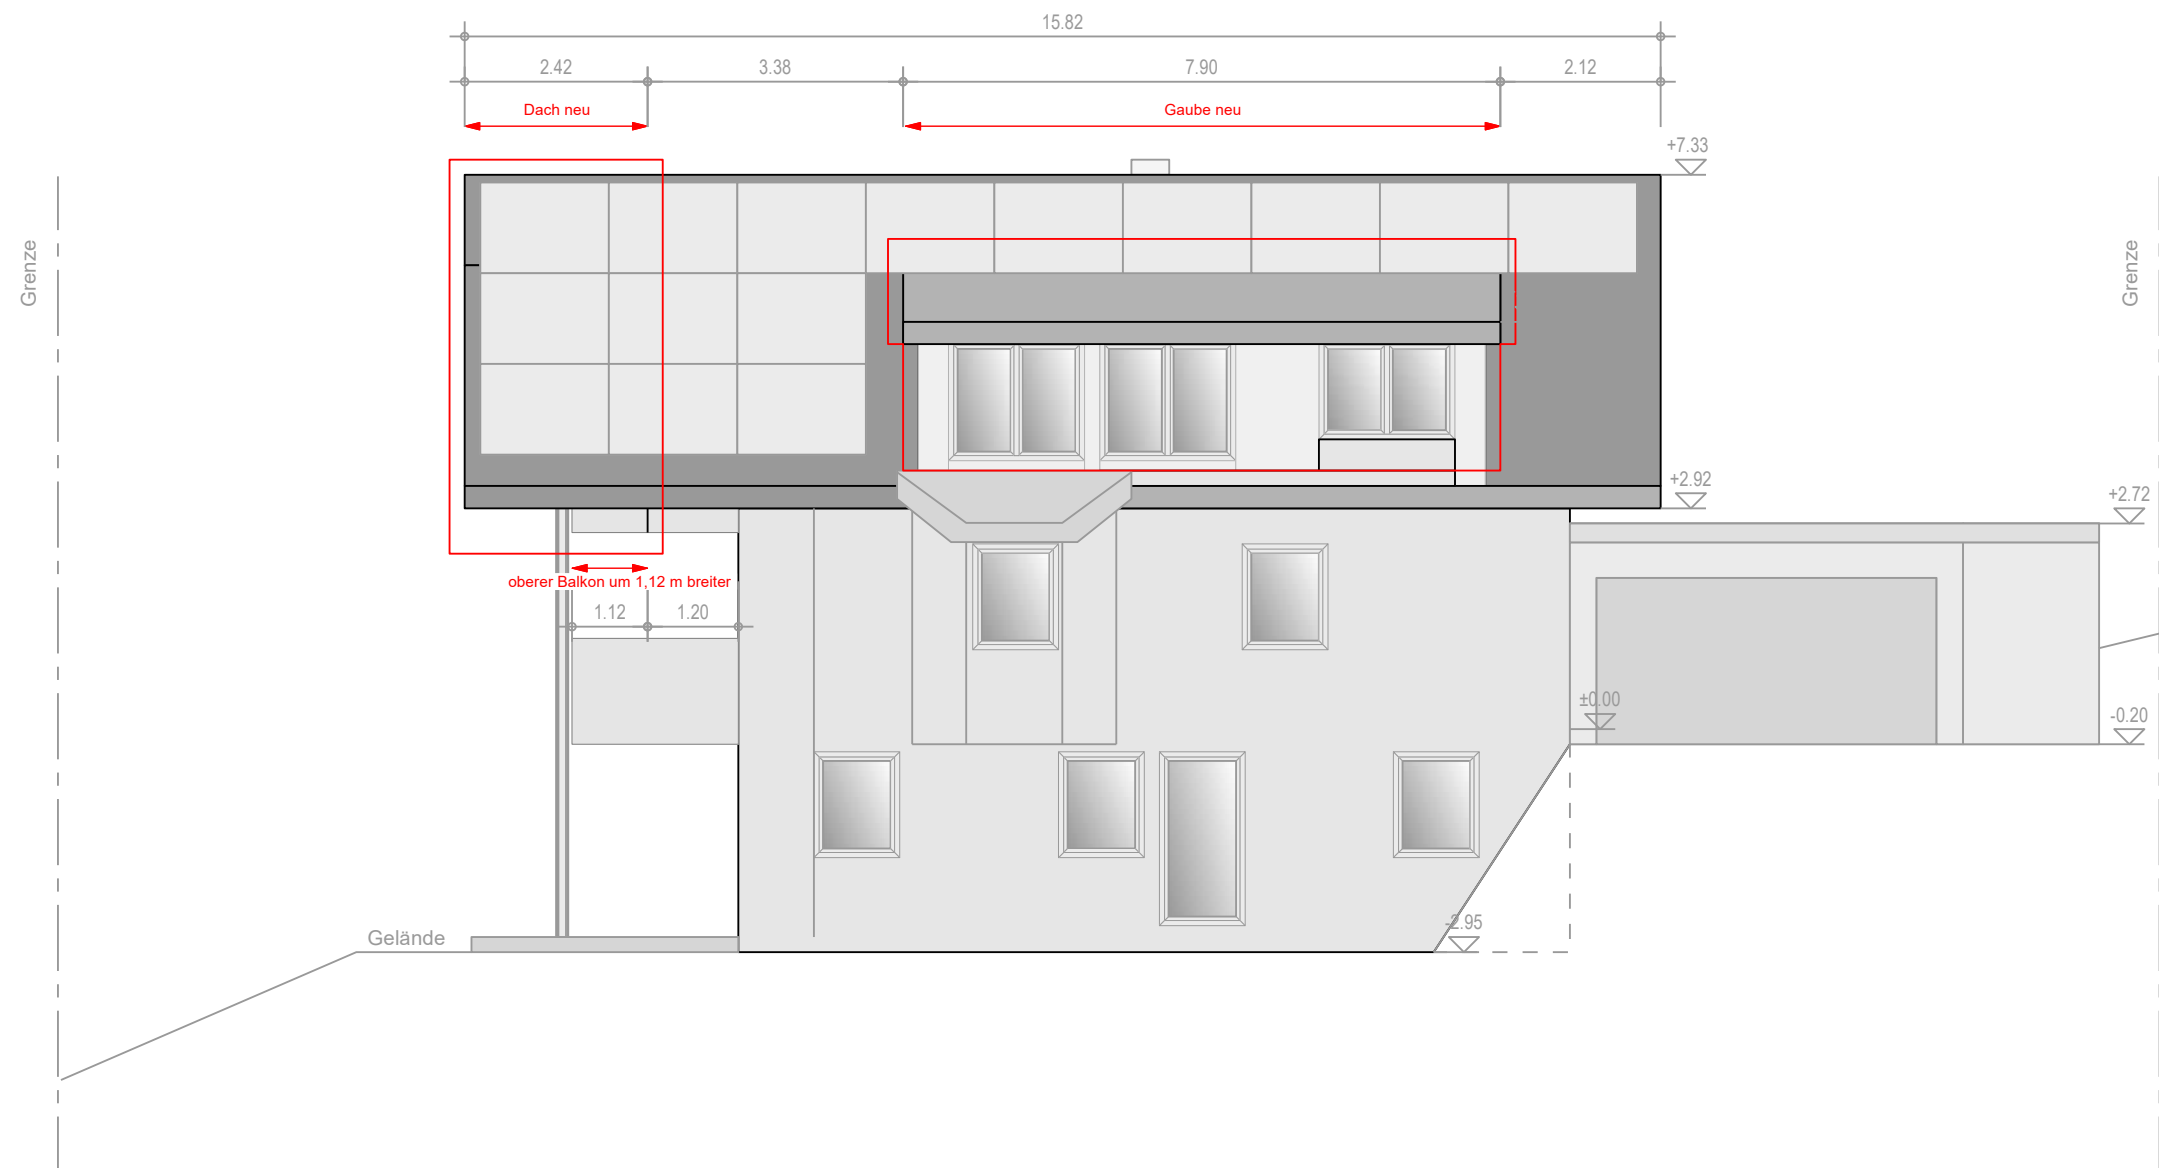 15.82
2.42 3.38 7.90 2.12
Dach neu Gaube neu
+7.33
Grenze Grenze
+2.92
+2.72
oberer Balkon um 1,12 m breiter
1.12 1.20
±0.00
-0.20
-2.95
Gelände